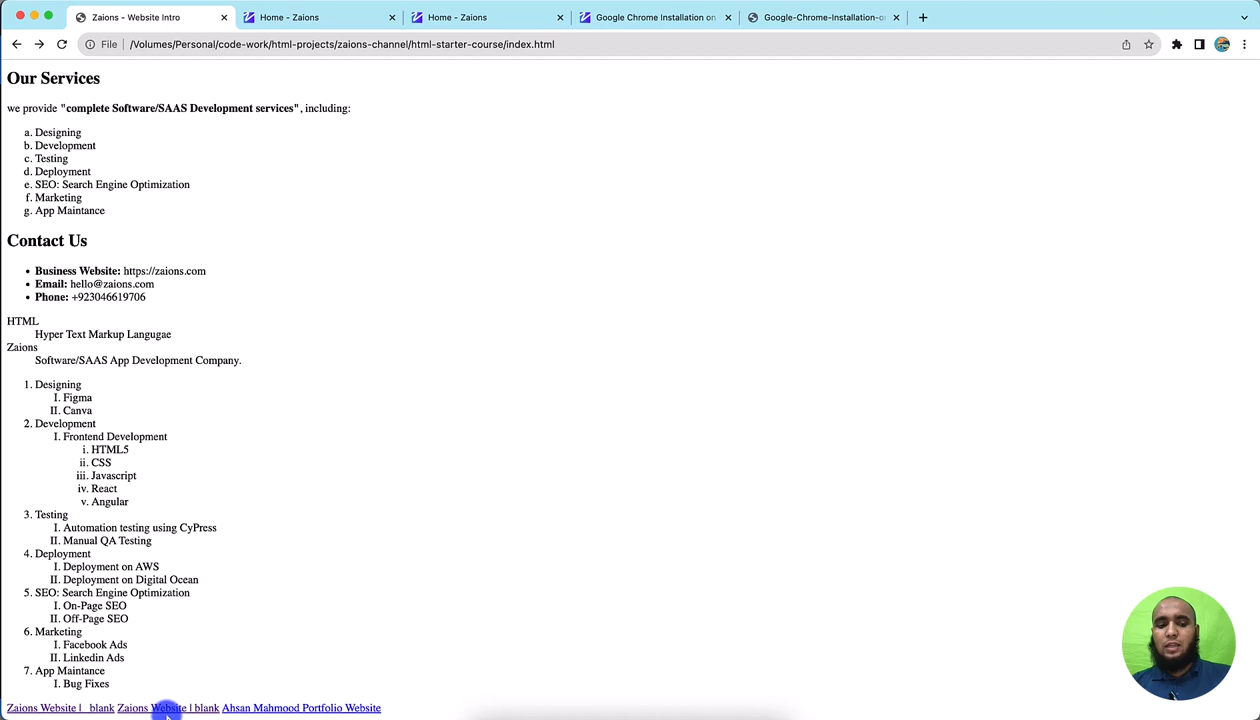 Zaions - Website Intro
Home - Zaions
Home - Zaions
Google Chrome Installation on
Google-Chrome-Installation-o
File
/Volumes/Personal/code-work/html-projects/zaions-channel/html-starter-course/index.html
Our Services
we provide "complete Software/SAAS Development services", including:
a. Designing
b. Development
c. Testing
d. Deployment
e. SEO: Search Engine Optimization
f. Marketing
g. App Maintance
Contact Us
• Business Website: https://zaions.com
• Email: hello@zaions.com
• Phone: +923046619706
HTML
Hyper Text Markup Langugae
Zaions
Software/SAAS App Development Company.
1. Designing
I. Figma
II. Canva
2. Development
I. Frontend Development
i. HTML5
ii. CSS
iii. Javascript
iv. React
v. Angular
3. Testing
I. Automation testing using CyPress
II. Manual QA Testing
4. Deployment
I. Deployment on AWS
II. Deployment on Digital Ocean
5. SEO: Search Engine Optimization
I. On-Page SEO
II. Off-Page SEO
6. Marketing
I. Facebook Ads
II. Linkedin Ads
7. App Maintance
I. Bug Fixes
Zaions Website | _blank Zaions Website | blank Ahsan Mahmood Portfolio Website